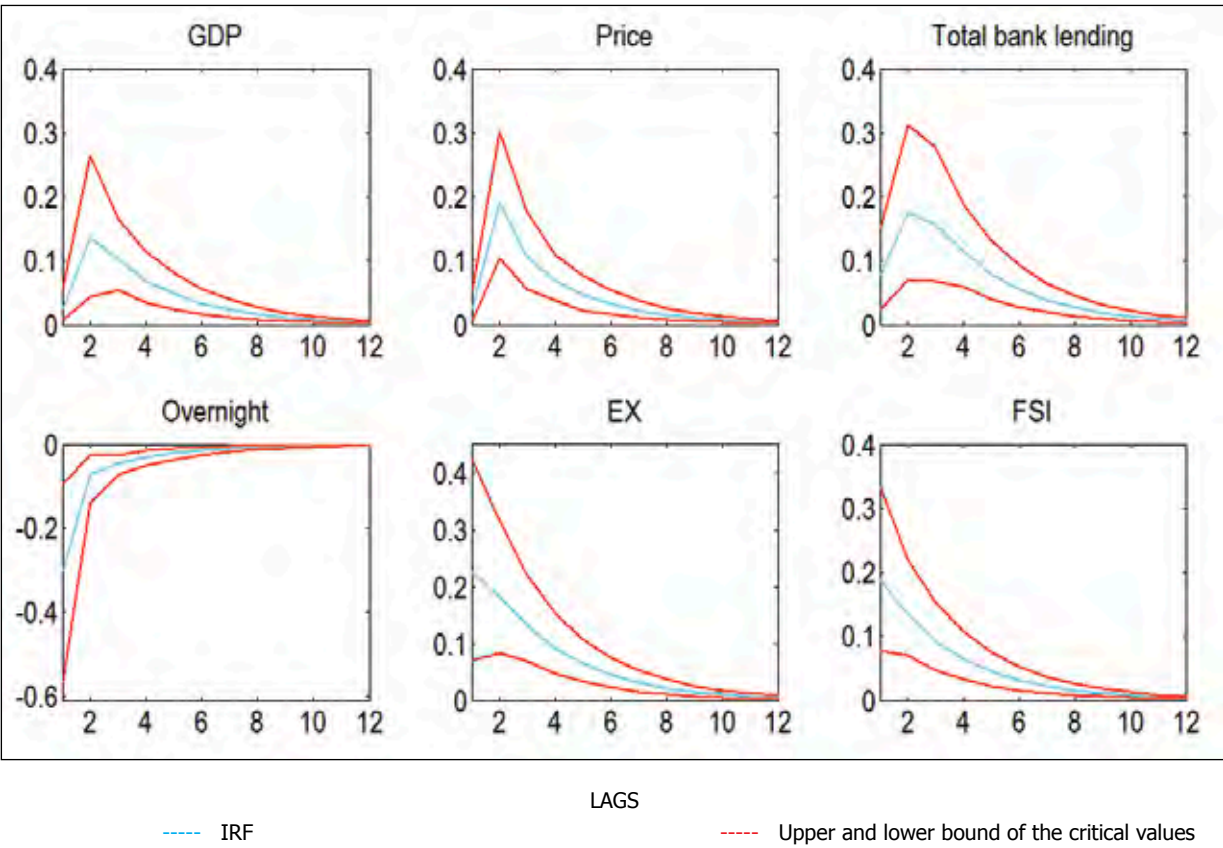 GDP Price Total bank lending
0.4 0.4 0.4
0.3 0.3 0.3
0.2 0.2 0.2
0.1 0.1 0.1
0 0 0
2 4 6 8 10 12 2 4 6 8 10 12 2 4 6 8 10 12
Overnight EX FSI
0 0.4 0.4
-0.2 0.3 0.3
-0.4 0.2 0.2
-0.6 0.1 0.1
0 0
2 4 6 8 10 12 2 4 6 8 10 12 2 4 6 8 10 12
LAGS
----- IRF ----- Upper and lower bound of the critical values